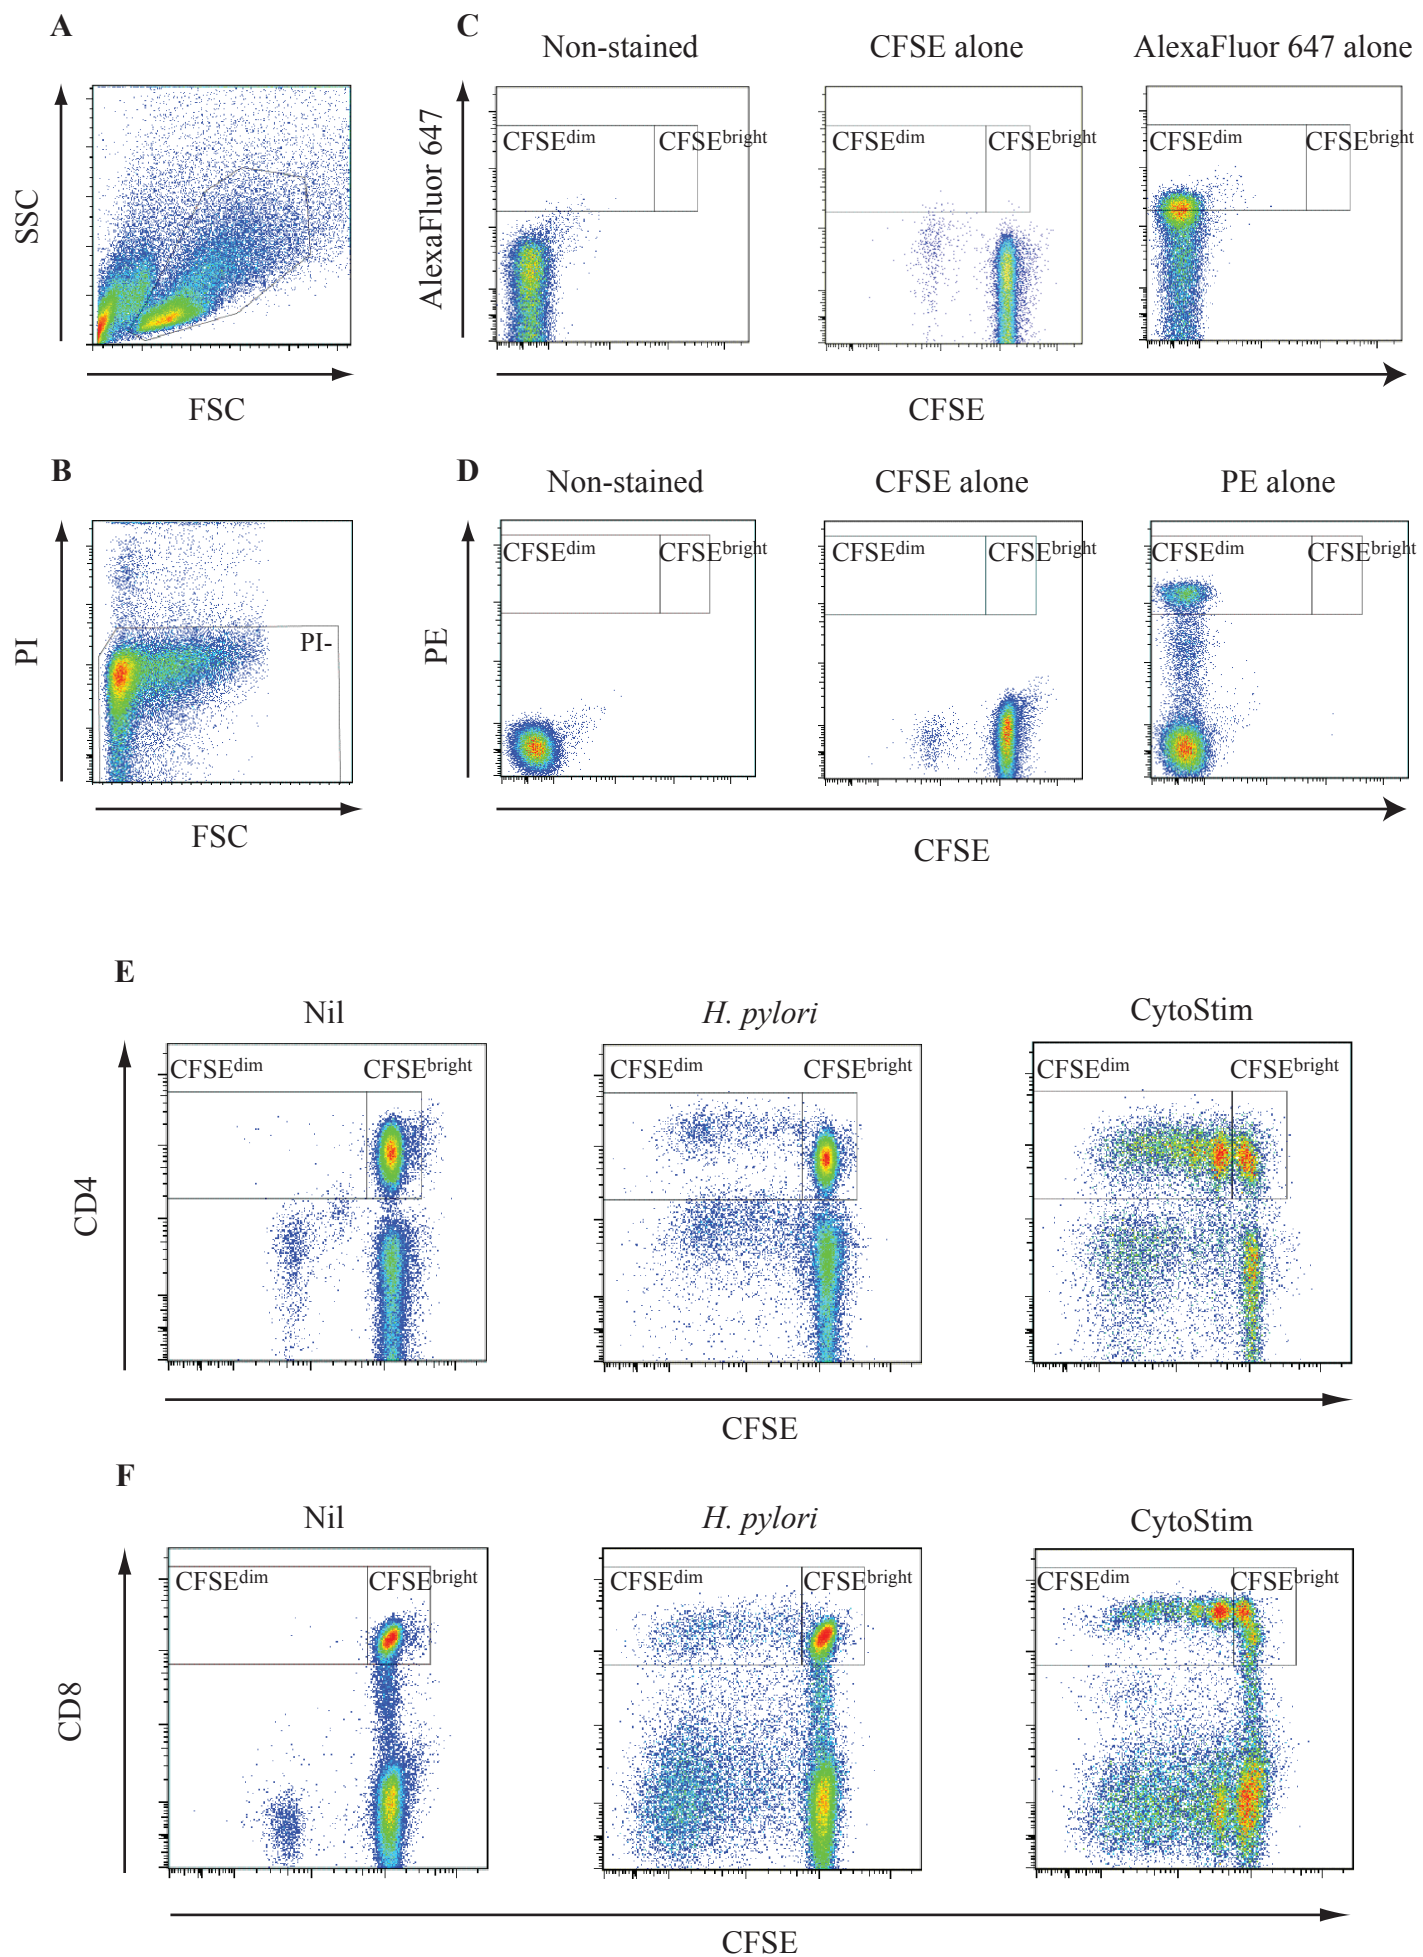 A
SSC
FSC
C
Non-stained
CFSE alone
AlexaFluor 647 alone
AlexaFluor 647
CFSEdim
CFSEbright
CFSEdim
CFSEbright
CFSEdim
CFSEbright
CFSE
B
PI
PI-
FSC
D
Non-stained
CFSE alone
PE alone
PE
CFSEdim
CFSEbright
CFSEdim
CFSEbright
CFSEdim
CFSEbright
CFSE
E
Nil
H. pylori
CytoStim
CD4
CFSEdim
CFSEbright
CFSEdim
CFSEbright
CFSEdim
CFSEbright
CFSE
F
Nil
H. pylori
CytoStim
CD8
CFSEdim
CFSEbright
CFSEdim
CFSEbright
CFSEdim
CFSEbright
CFSE